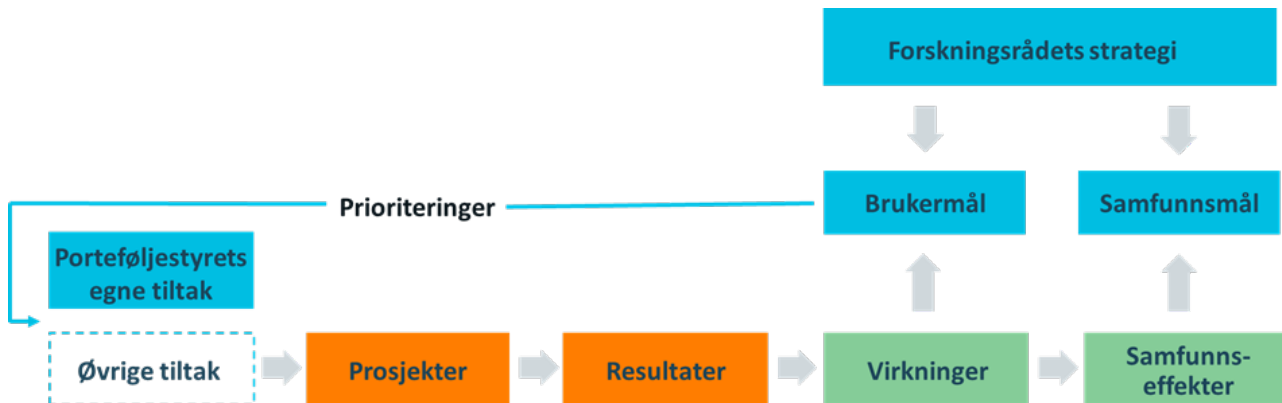 Forskningsrådets strategi
Prioriteringer
Brukermål
Samfunnsmål
Porteføljestyrets
egne tiltak
Øvrige tiltak
Prosjekter
Resultater
Virkninger
Samfunns-
effekter